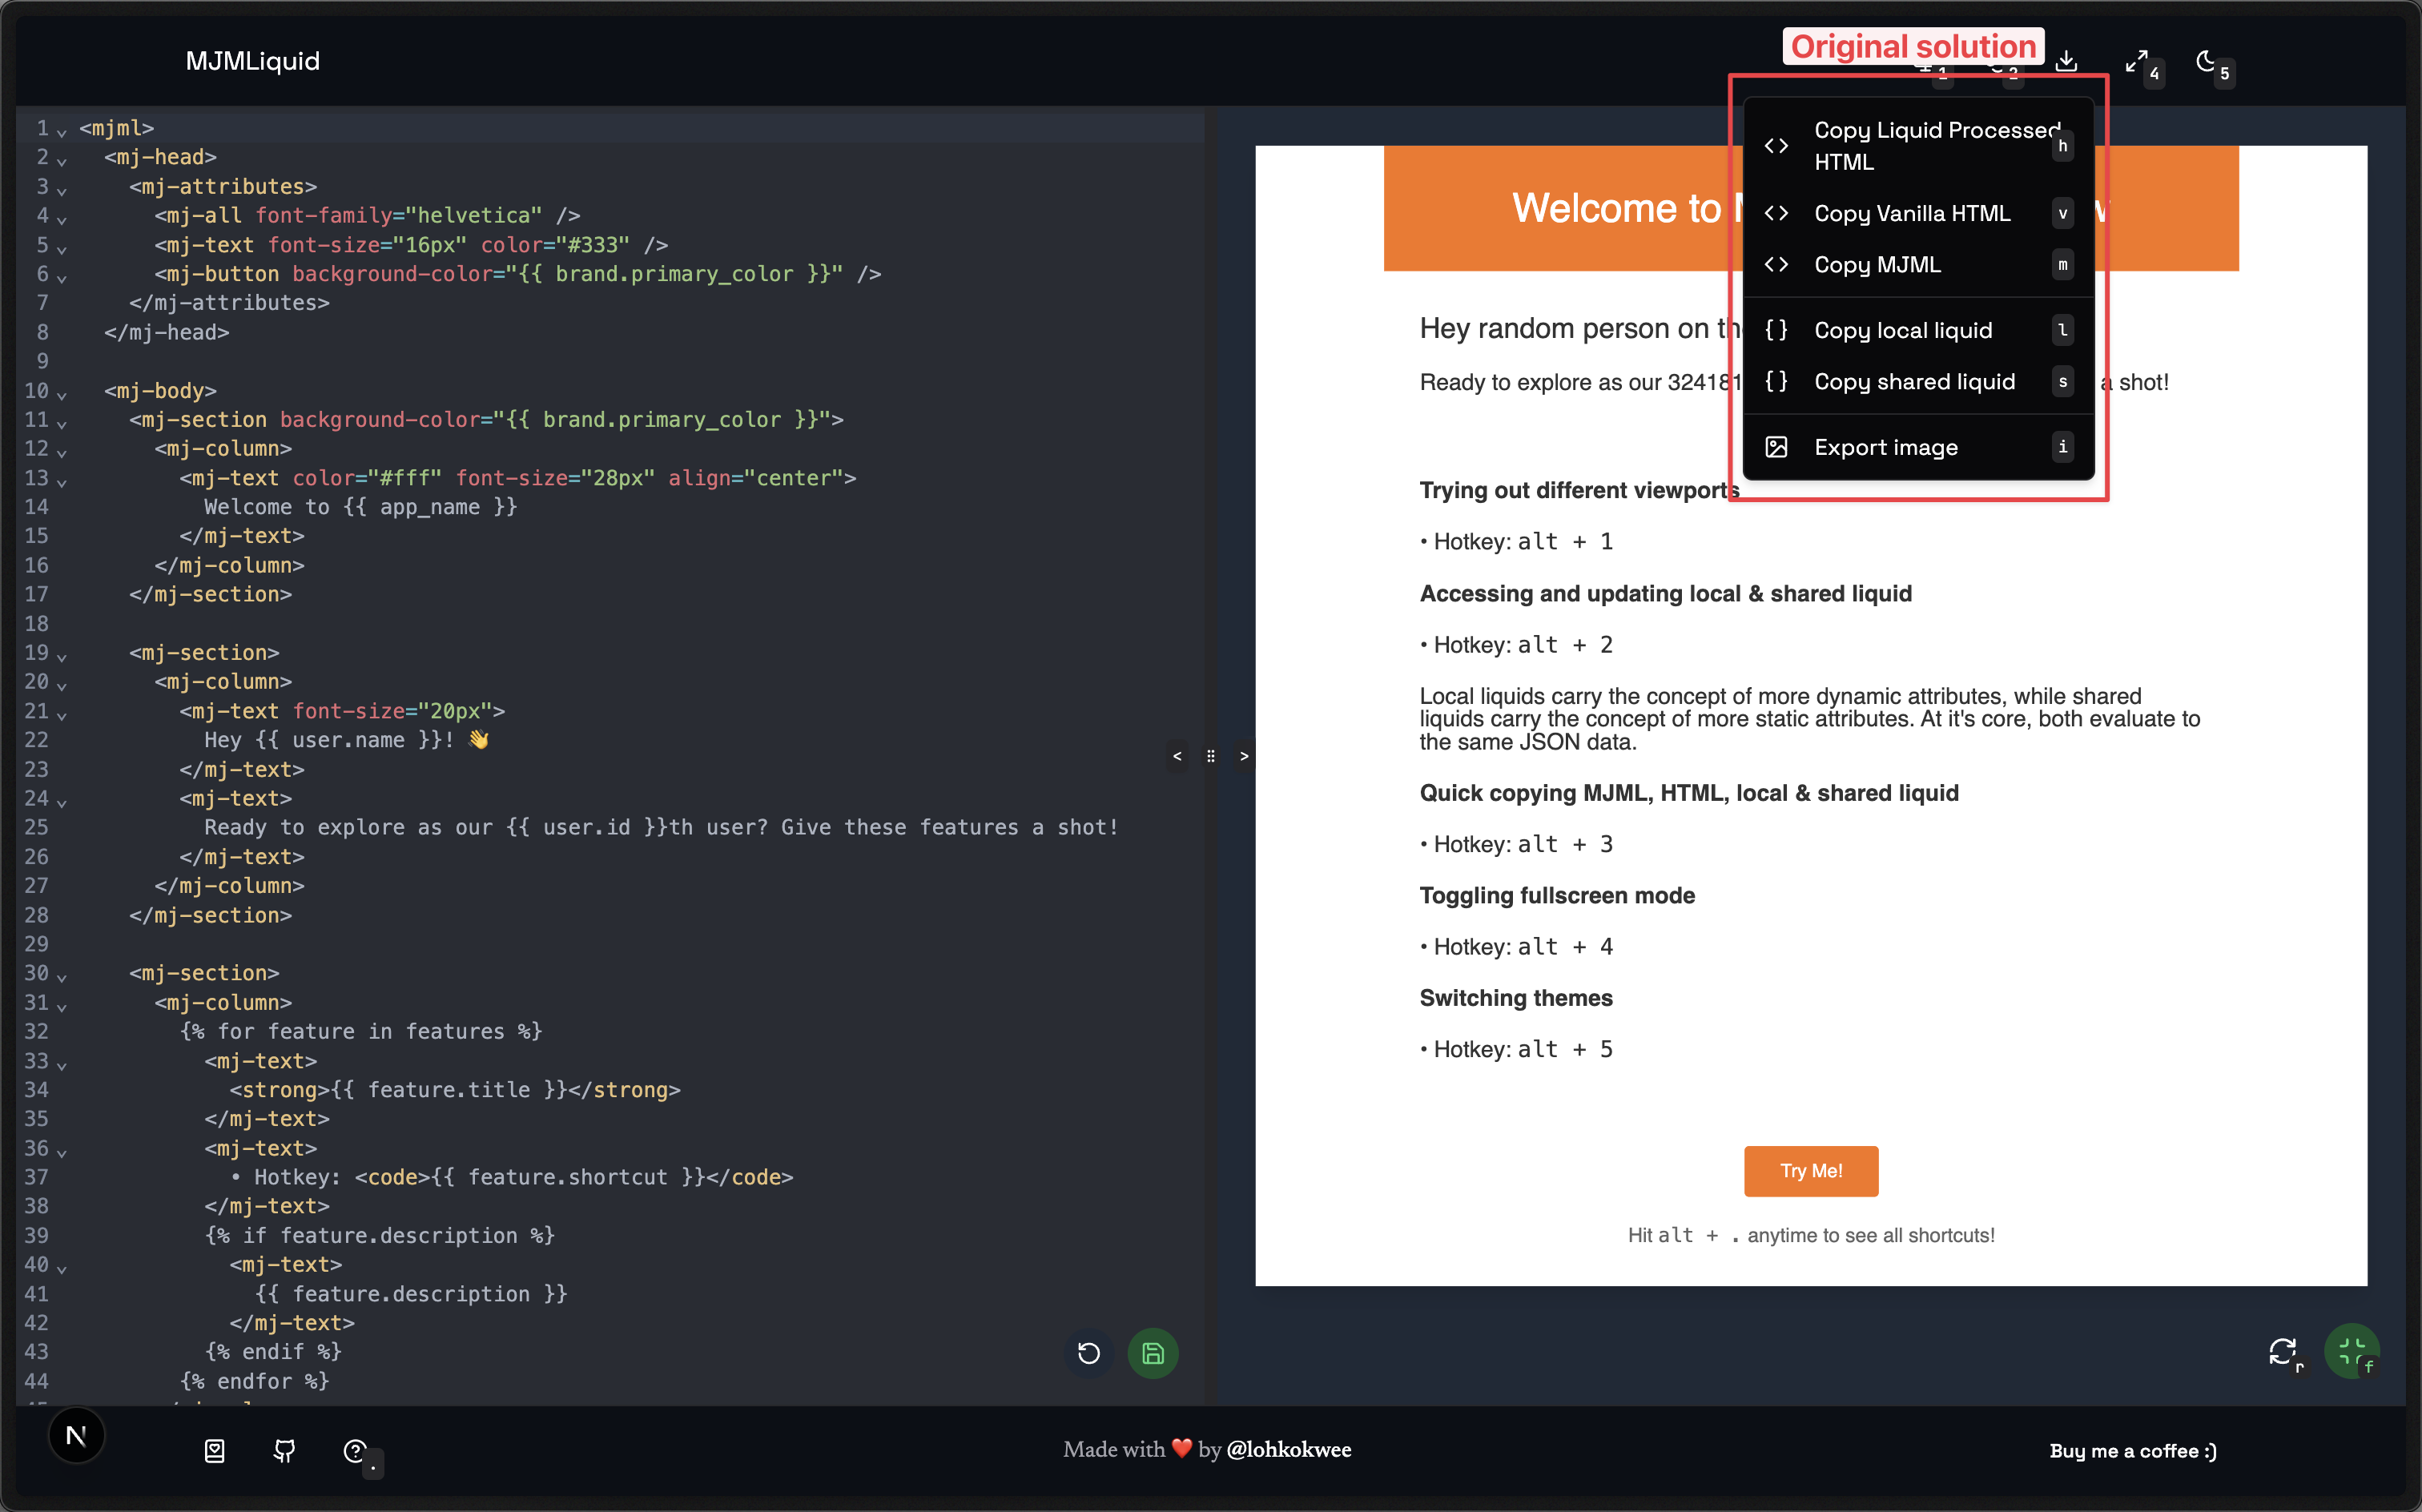 MJMLiquid
Original solution
1
2
4
5
1 <mjml>
2 <mj-head>
3 <mj-attributes>
4 <mj-all font-family="helvetica" />
5 <mj-text font-size="16px" color="#333" />
6 <mj-button background-color="{{ brand.primary_color }}" />
7 </mj-attributes>
8 </mj-head>
9
10 <mj-body>
11 <mj-section background-color="{{ brand.primary_color }}">
12 <mj-column>
13 <mj-text color="#fff" font-size="28px" align="center">
14 Welcome to {{ app_name }}
15 </mj-text>
16 </mj-column>
17 </mj-section>
18
19 <mj-section>
20 <mj-column>
21 <mj-text font-size="20px">
22 Hey {{ user.name }}! 👋
23 </mj-text>
24 <mj-text>
25 Ready to explore as our {{ user.id }}th user? Give these features a shot!
26 </mj-text>
27 </mj-column>
28 </mj-section>
29
30 <mj-section>
31 <mj-column>
32 {% for feature in features %}
33 <mj-text>
34 <strong>{{ feature.title }}</strong>
35 </mj-text>
36 <mj-text>
37 • Hotkey: <code>{{ feature.shortcut }}</code>
38 </mj-text>
39 {% if feature.description %}
40 <mj-text>
41 {{ feature.description }}
42 </mj-text>
43 {% endif %}
44 {% endfor %}
Copy Liquid Processed
HTML h
Copy Vanilla HTML v
Copy MJML m
Copy local liquid l
Copy shared liquid s
Export image i
Welcome to
Hey random person on
Ready to explore as our 324181 a shot!
Trying out different viewports
• Hotkey: alt + 1
Accessing and updating local & shared liquid
• Hotkey: alt + 2
Local liquids carry the concept of more dynamic attributes, while shared
liquids carry the concept of more static attributes. At it's core, both evaluate to
the same JSON data.
Quick copying MJML, HTML, local & shared liquid
• Hotkey: alt + 3
Toggling fullscreen mode
• Hotkey: alt + 4
Switching themes
• Hotkey: alt + 5
Try Me!
Hit alt + . anytime to see all shortcuts!
r
f
N
.
Made with ❤️ by @lohkokwee
Buy me a coffee :)